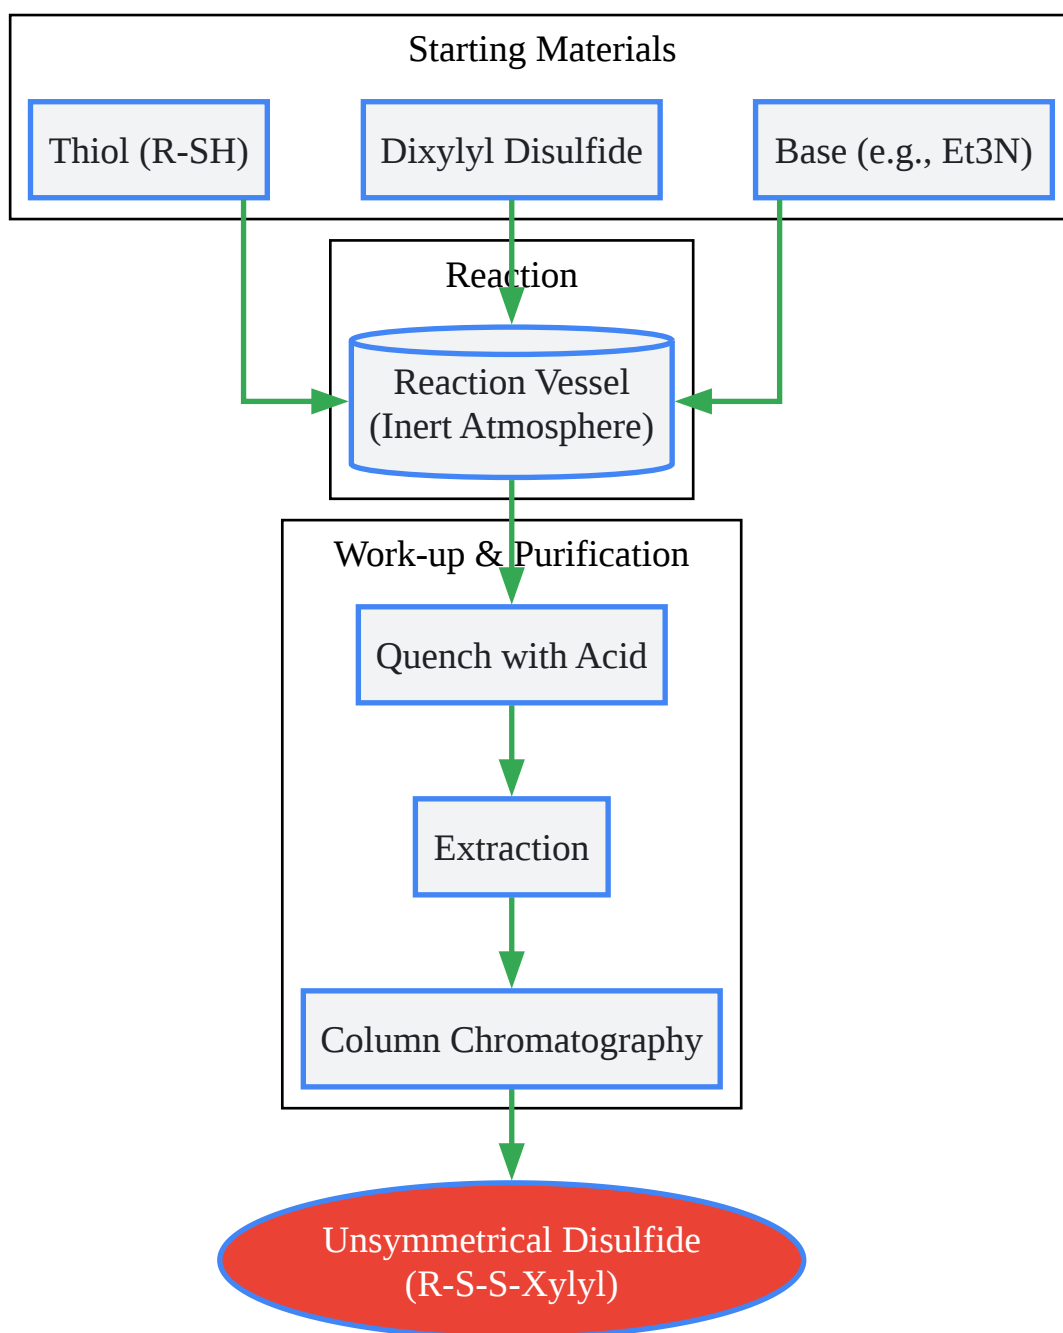 Starting Materials
Thiol (R-SH)
Dixylyl Disulfide
Base (e.g., Et3N)
Reaction
Reaction Vessel
(Inert Atmosphere)
Work-up & Purification
Quench with Acid
Extraction
Column Chromatography
Unsymmetrical Disulfide
(R-S-S-Xylyl)